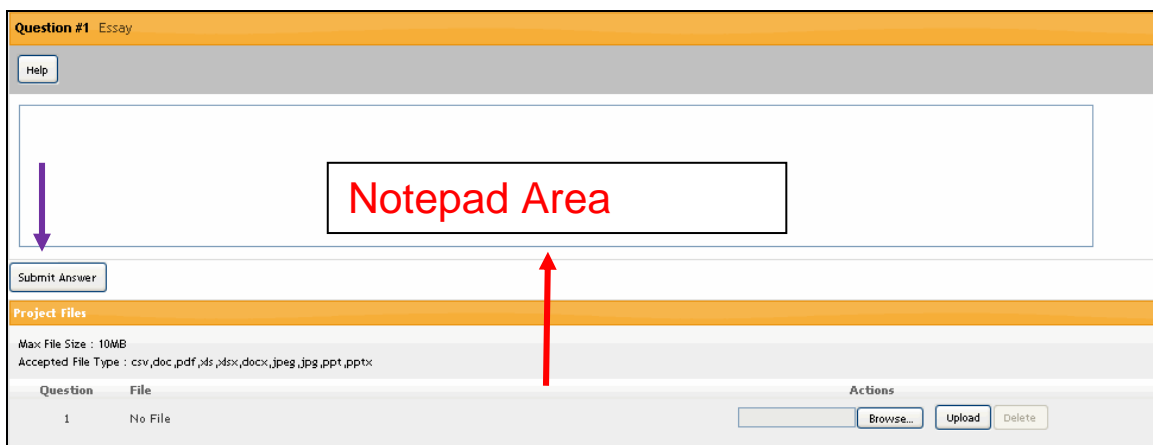 Question #1 Essay
Help
Notepad Area
Submit Answer
Project Files
Max File Size : 10MB
Accepted File Type : csv,doc,pdf,xls,xlsx,docx,jpeg,jpg,ppt,pptx
Question File Actions
1 No File Browse... Upload Delete